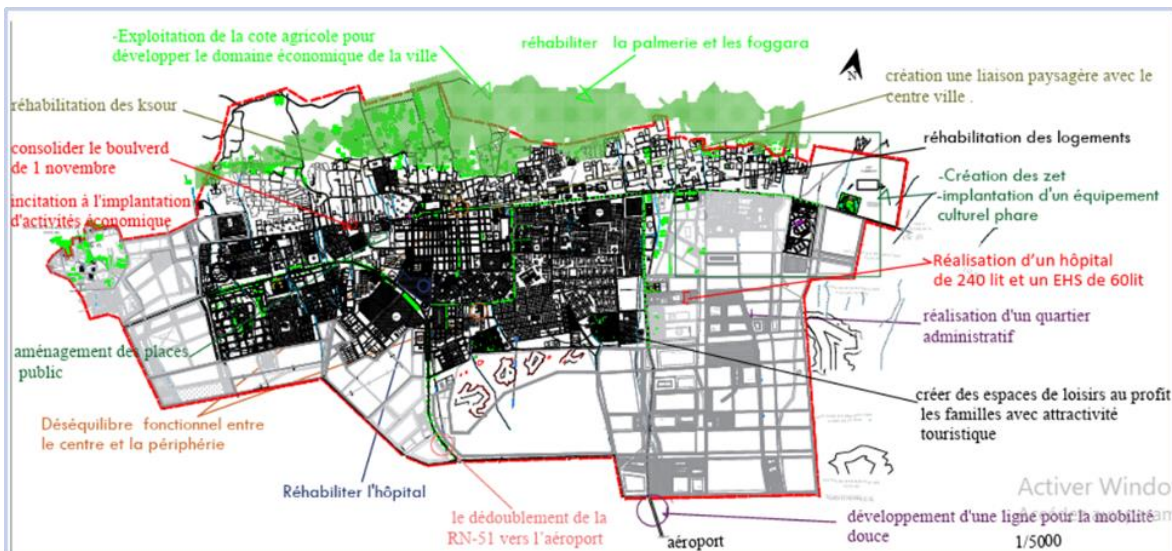 -Exploitation de la cote agricole pour
développer le domaine économique de la ville
réhabiliter la palmerie et les foggara
N
création une liaison paysagère avec le
centre ville .
réhabilitation des ksour
réhabilitation des logements
consolider le boulverd
de 1 novembre
-Création des zet
-implantation d'un équipement
culturel phare
incitation à l'implantation
d'activités économique
Réalisation d'un hôpital
de 240 lit et un EHS de 60lit
réalisation d'un quartier
administratif
aménagement des places
public
créer des espaces de loisirs au profit
les familles avec attractivité
touristique
Déséquilibre fonctionnel entre
le centre et la périphérie
Réhabiliter l'hôpital
Activer Windo
le dédoublement de la
RN-51 vers l'aéroport
développement d'une ligne pour la mobilité
douce
aéroport
1/5000